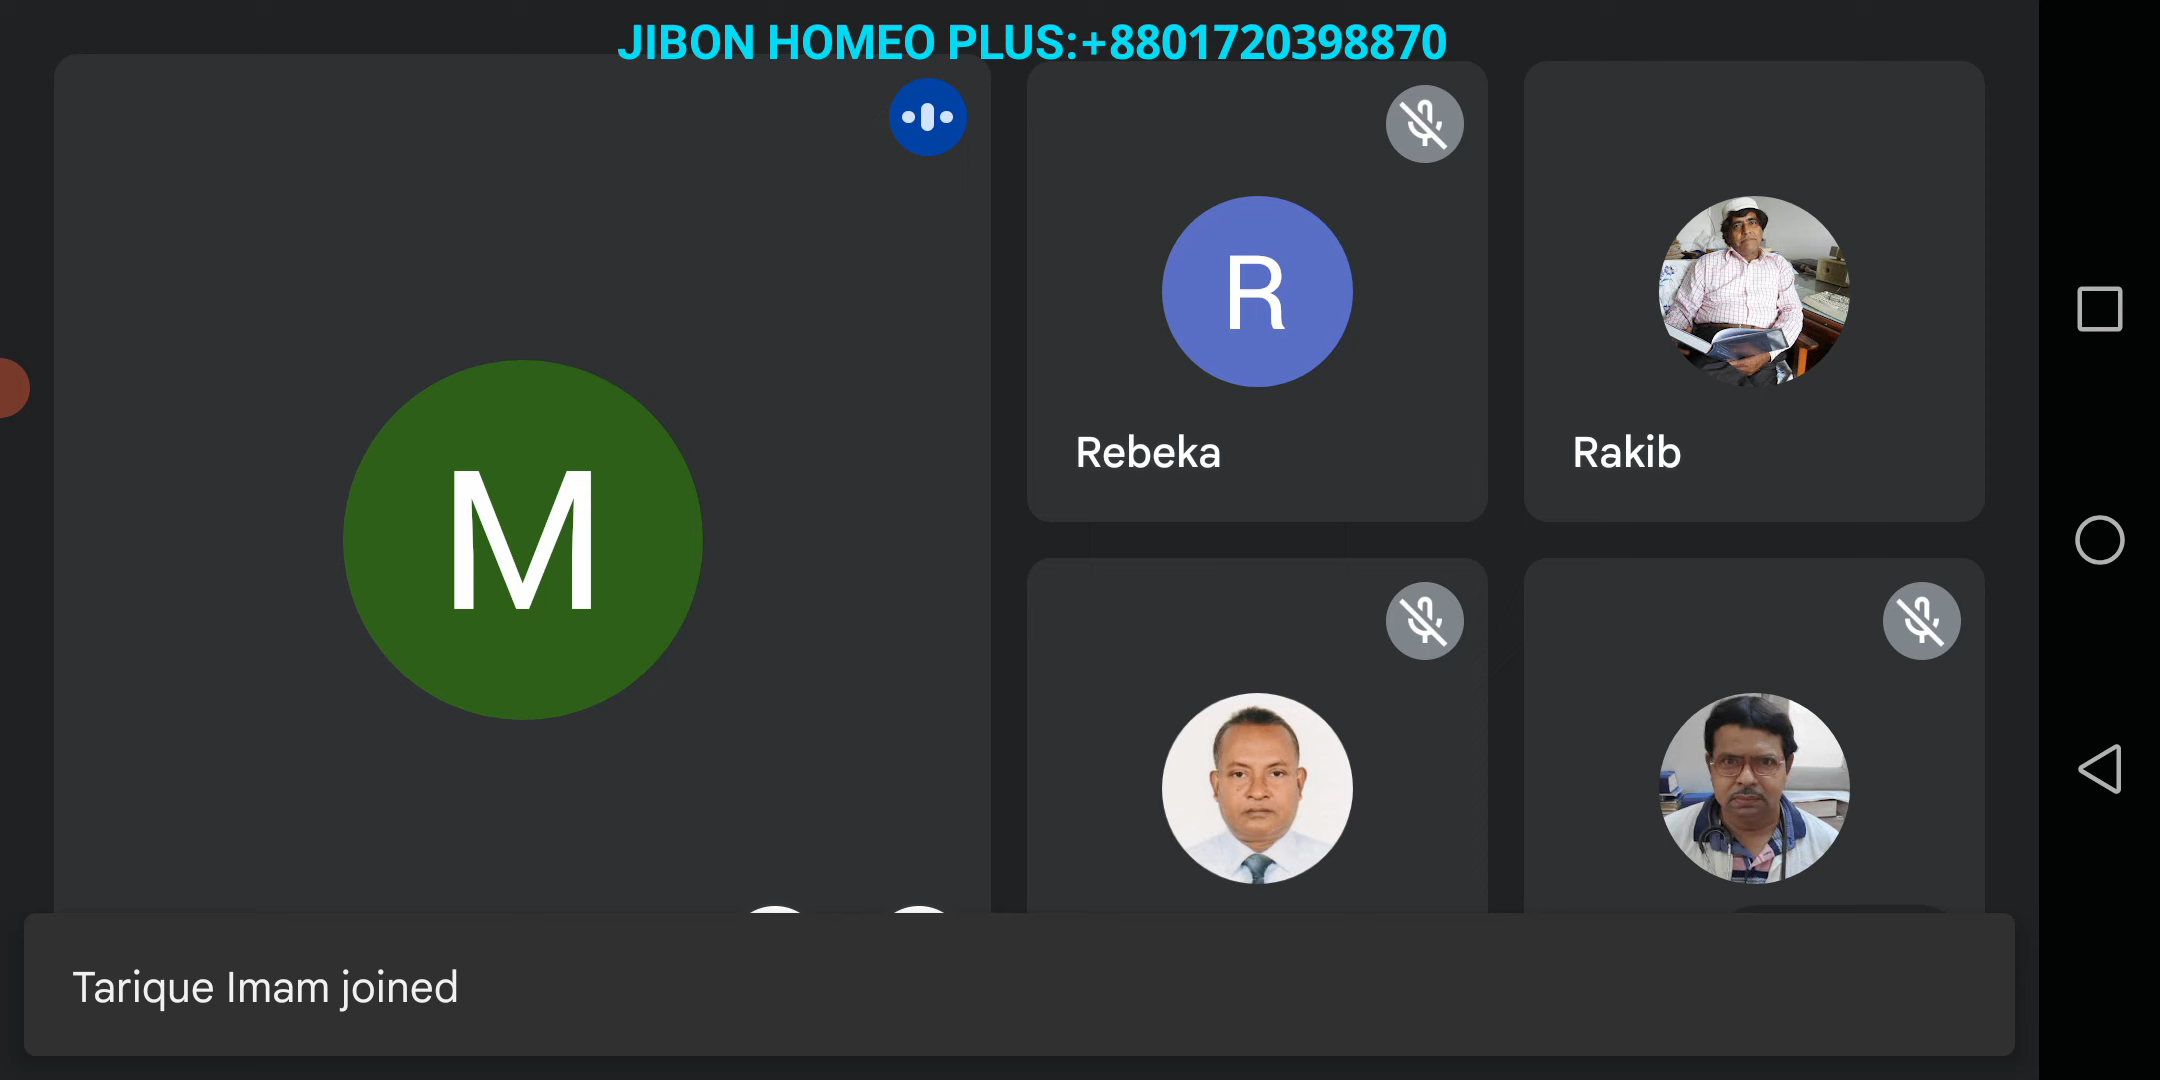 JIBON HOMEO PLUS:+8801720398870
M
R
Rebeka
Rakib
Tarique Imam joined